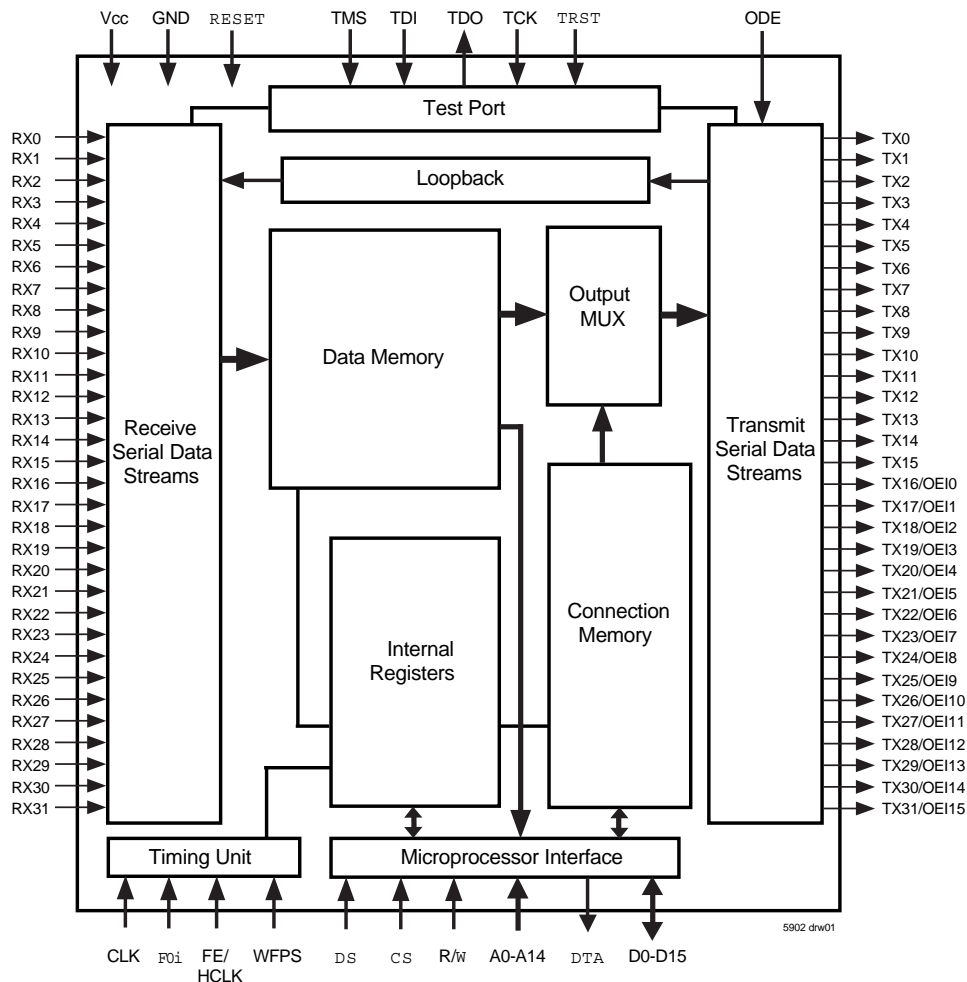 Vcc GND RESET TMS TDI TDO TCK TRST ODE
Test Port
Loopback
Receive
Serial Data
Streams
Data Memory
Output
MUX
Transmit
Serial Data
Streams
Internal
Registers
Connection
Memory
Timing Unit
Microprocessor Interface
RX0
RX1
RX2
RX3
RX4
RX5
RX6
RX7
RX8
RX9
RX10
RX11
RX12
RX13
RX14
RX15
RX16
RX17
RX18
RX19
RX20
RX21
RX22
RX23
RX24
RX25
RX26
RX27
RX28
RX29
RX30
RX31
TX0
TX1
TX2
TX3
TX4
TX5
TX6
TX7
TX8
TX9
TX10
TX11
TX12
TX13
TX14
TX15
TX16/OEI0
TX17/OEI1
TX18/OEI2
TX19/OEI3
TX20/OEI4
TX21/OEI5
TX22/OEI6
TX23/OEI7
TX24/OEI8
TX25/OEI9
TX26/OEI10
TX27/OEI11
TX28/OEI12
TX29/OEI13
TX30/OEI14
TX31/OEI15
5902 drw01
CLK F0i FE/ WFPS DS CS R/W A0-A14 DTA D0-D15
HCLK